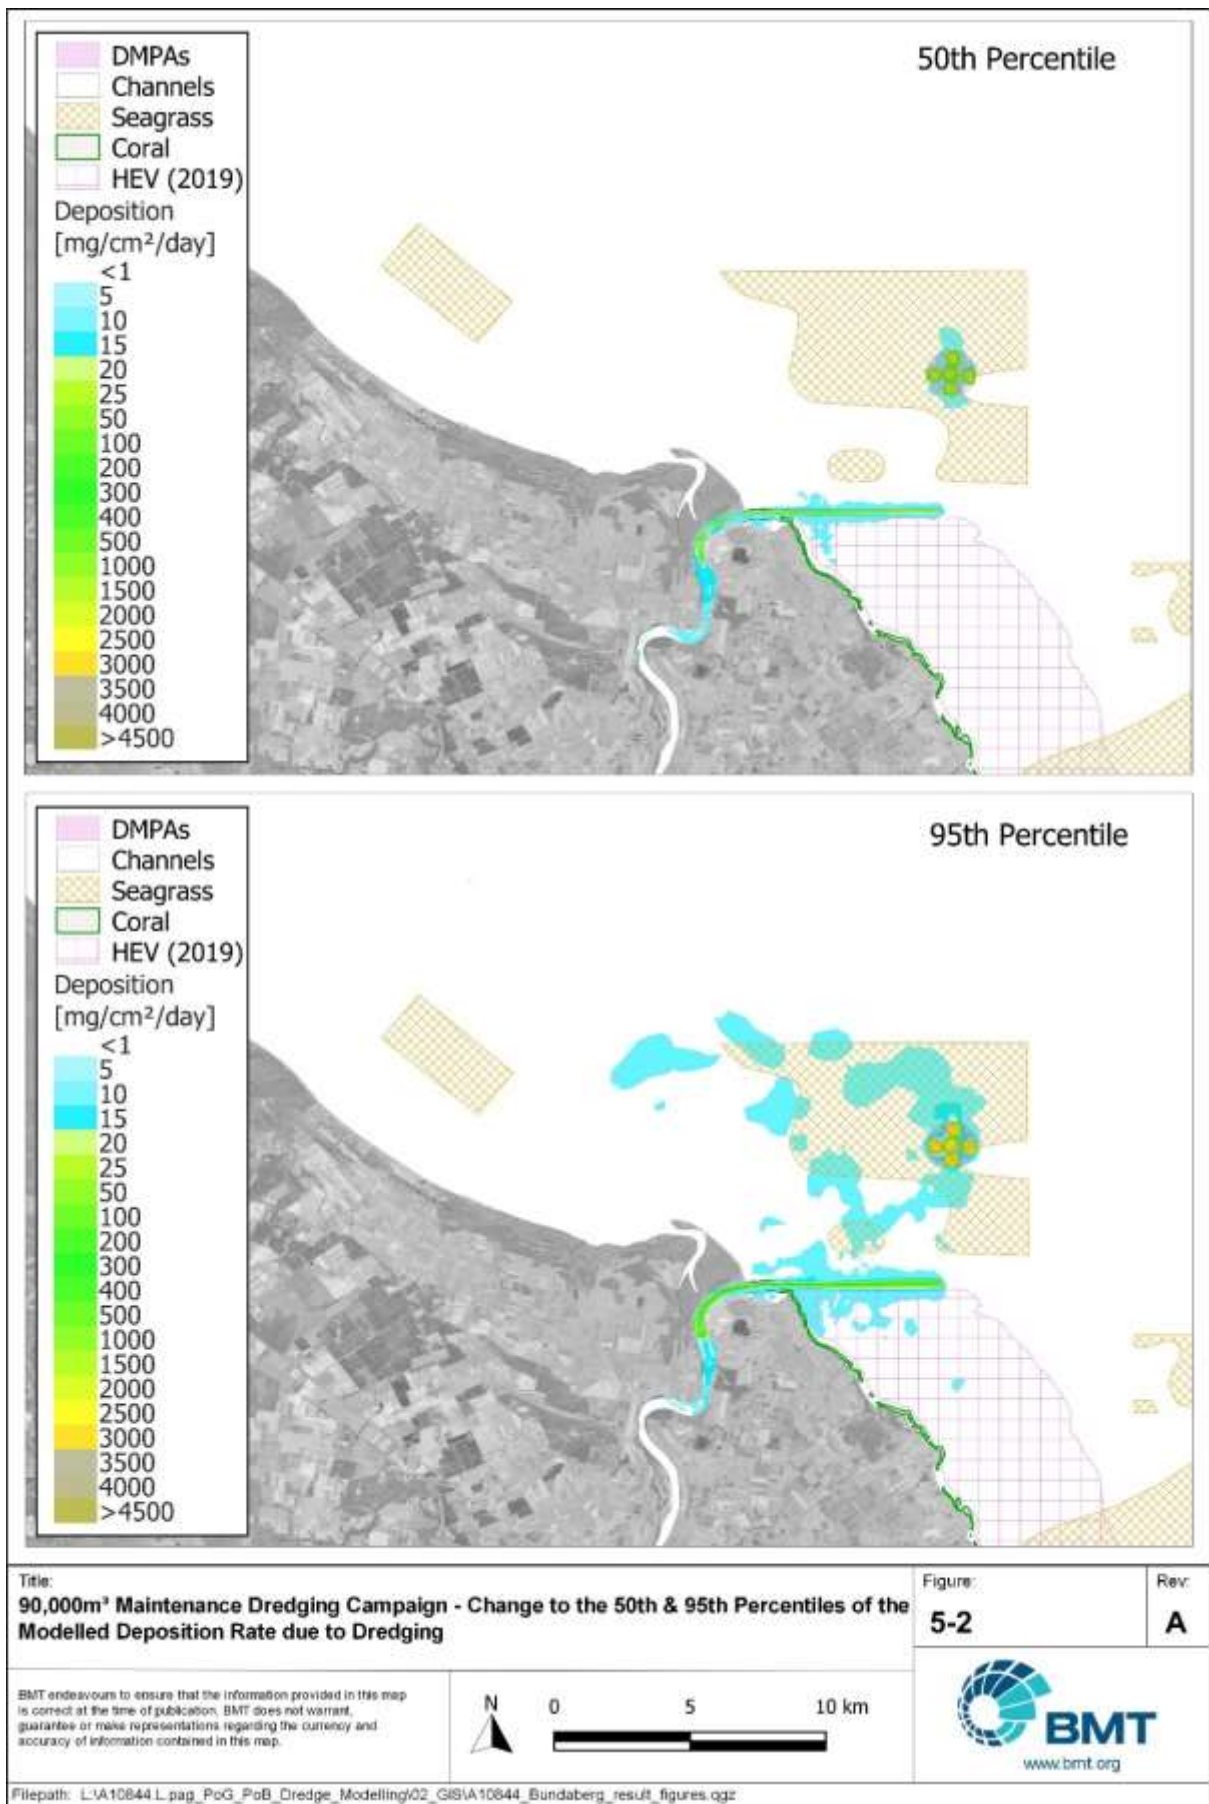 50th Percentile
DMPAs
Channels
Seagrass
Coral
HEV (2019)
Deposition
[mg/cm²/day]
<1
5
10
15
20
25
50
100
200
300
400
500
1000
1500
2000
2500
3000
3500
4000
>4500
95th Percentile
DMPAs
Channels
Seagrass
Coral
HEV (2019)
Deposition
[mg/cm²/day]
<1
5
10
15
20
25
50
100
200
300
400
500
1000
1500
2000
2500
3000
3500
4000
>4500
Title:
90,000m³ Maintenance Dredging Campaign - Change to the 50th & 95th Percentiles of the
Modelled Deposition Rate due to Dredging
Figure:
5-2
Rev:
A
BMT endeavours to ensure that the information provided in this map
is correct at the time of publication. BMT does not warrant,
guarantee or make representations regarding the currency and
accuracy of information contained in this map.
N
0 5 10 km
BMT
www.bmt.org
Filepath: L:\A10844.L.pag_PoG_PoB_Dredge_Modelling\02_GIS\A10844_Bundaberg_result_figures.qgz